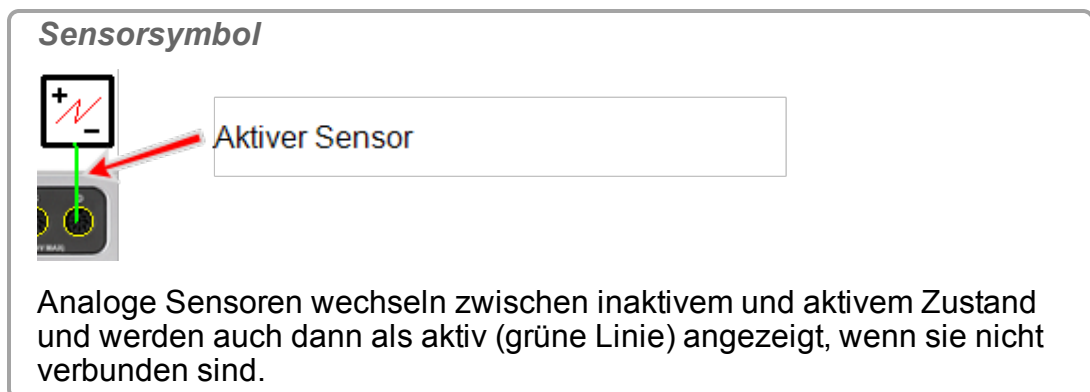 Sensorsymbol
Aktiver Sensor
Analoge Sensoren wechseln zwischen inaktivem und aktivem Zustand
und werden auch dann als aktiv (grüne Linie) angezeigt, wenn sie nicht
verbunden sind.